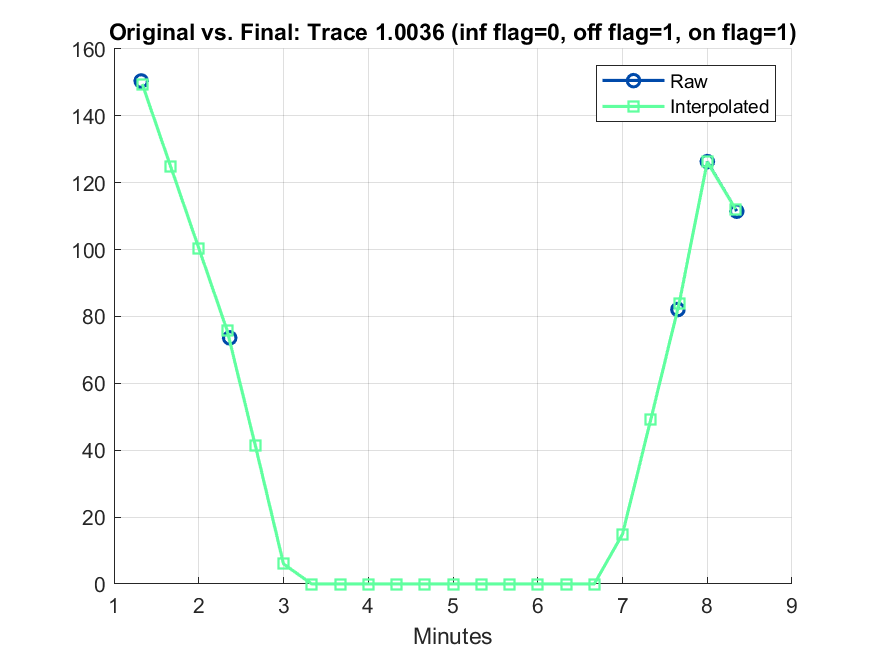 Original vs. Final: Trace 1.0036 (inf flag=0, off flag=1, on flag=1)
160
140
120
100
80
60
40
20
0
Raw
Interpolated
1 2 3 4 5 6 7 8 9
Minutes